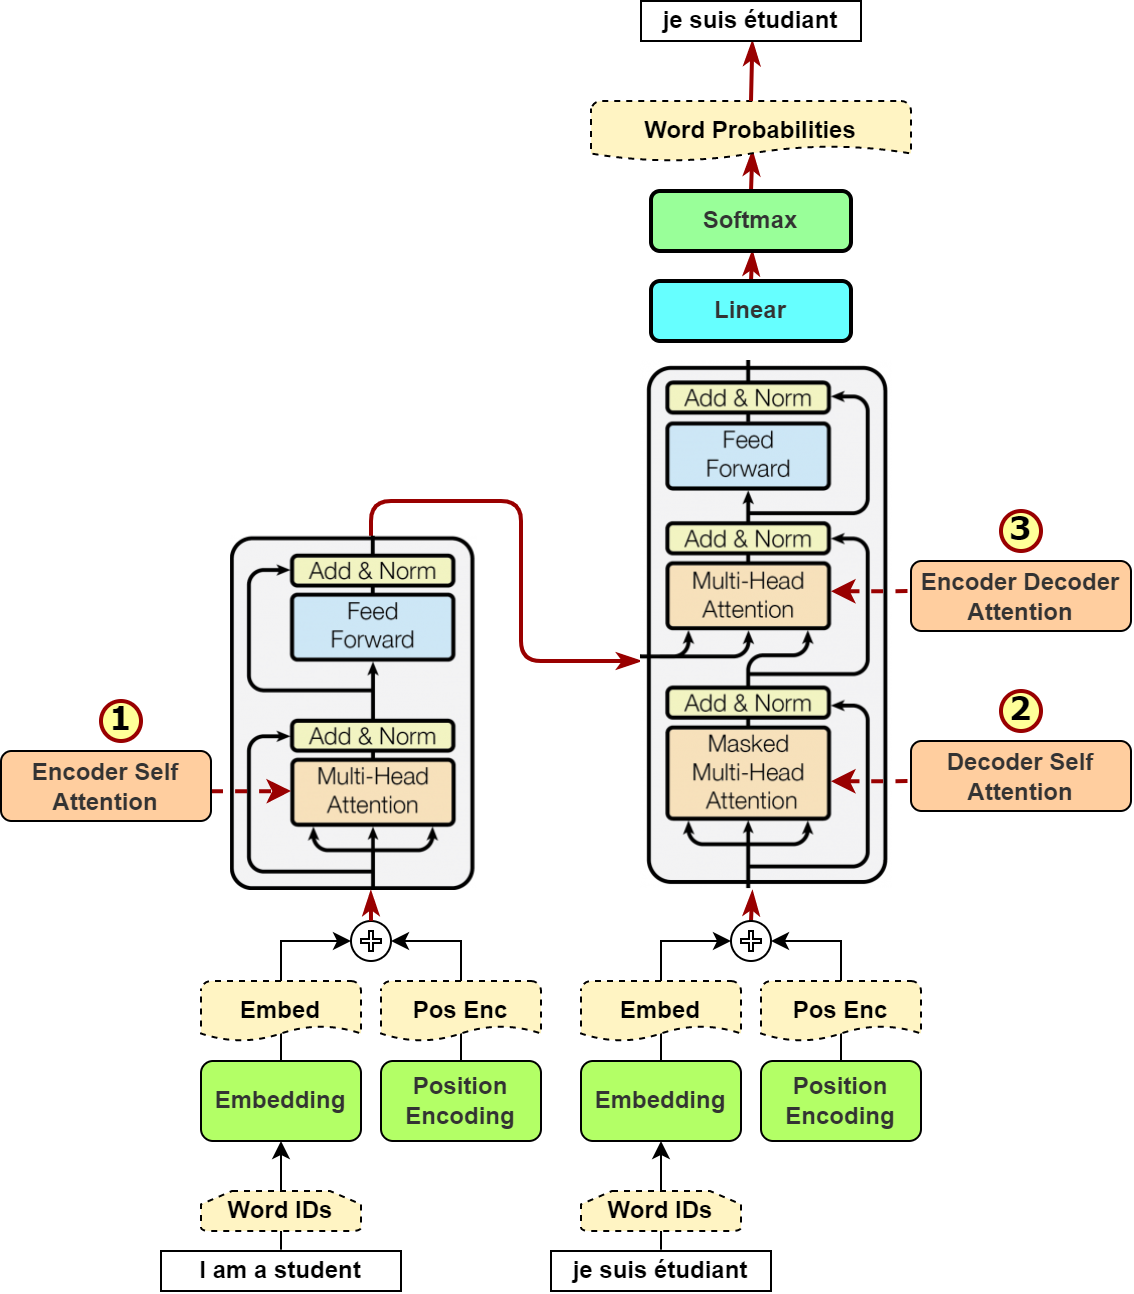 je suis étudiant
Word Probabilities
Softmax
Linear
Add & Norm
Feed
Forward
Add & Norm
Multi-Head
Attention
3
Encoder Decoder
Attention
Add & Norm
Masked
Multi-Head
Attention
2
Decoder Self
Attention
Add & Norm
Feed
Forward
Add & Norm
Multi-Head
Attention
1
Encoder Self
Attention
Embed
Pos Enc
Embed
Pos Enc
Embedding
Position
Encoding
Embedding
Position
Encoding
Word IDs
Word IDs
I am a student
je suis étudiant